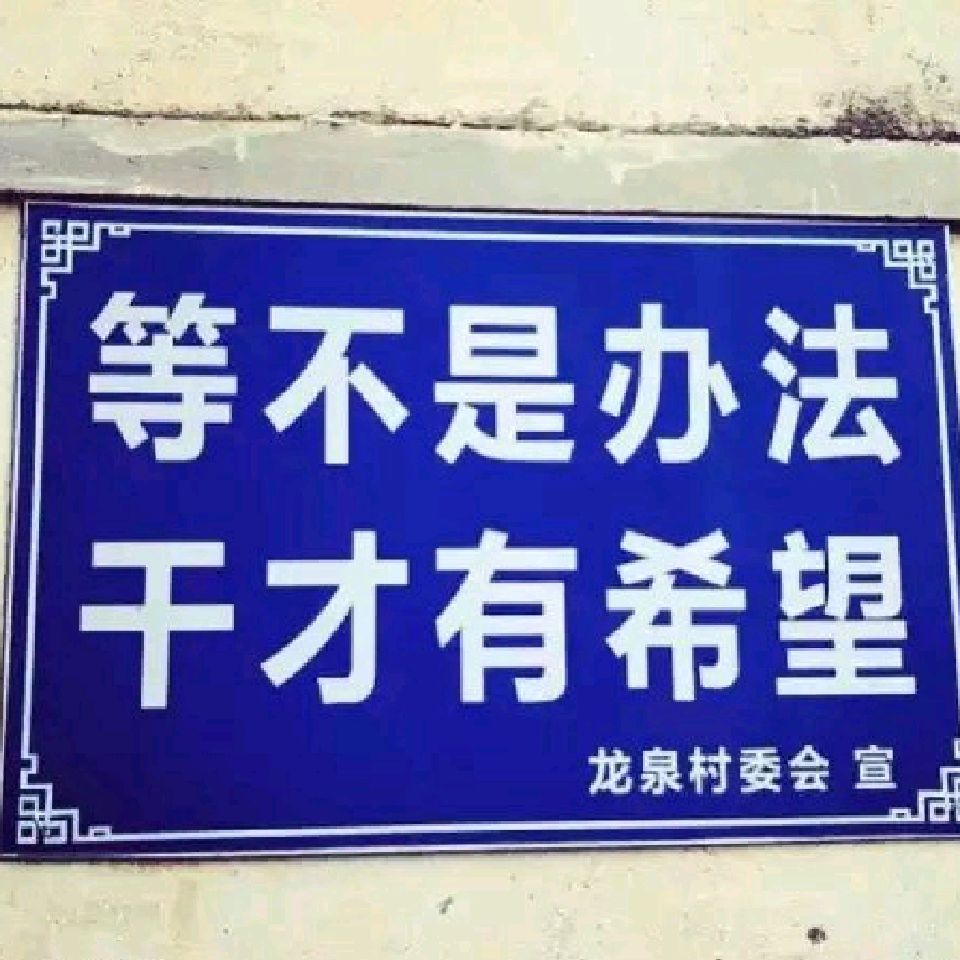 等不是办法
干才有希望
龙泉村委会 宣